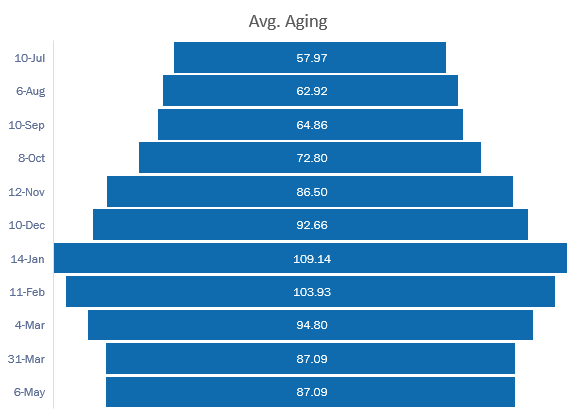 Avg. Aging
10-Jul 57.97
6-Aug 62.92
10-Sep 64.86
8-Oct 72.80
12-Nov 86.50
10-Dec 92.66
14-Jan 109.14
11-Feb 103.93
4-Mar 94.80
31-Mar 87.09
6-May 87.09